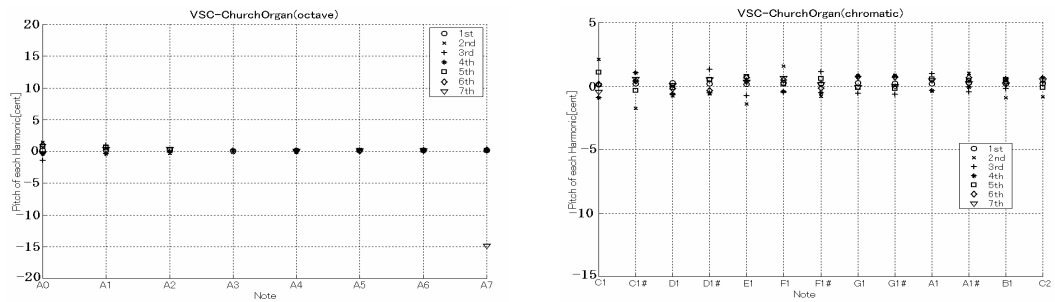 VSC-ChurchOrgan(octave)
Pitch of each Harmonic[cent]
20
15
10
5
0
-5
-10
-15
-20
1st
2nd
3rd
4th
5th
6th
7th
A0 A1 A2 A3 A4 A5 A6 A7
Note
VSC-ChurchOrgan(chromatic)
Pitch of each Harmonic[cent]
5
0
-5
-10
-15
1st
2nd
3rd
4th
5th
6th
7th
C1 C1# D1 D1# E1 F1 F1# G1 G1# A1 A1# B1 C2
Note